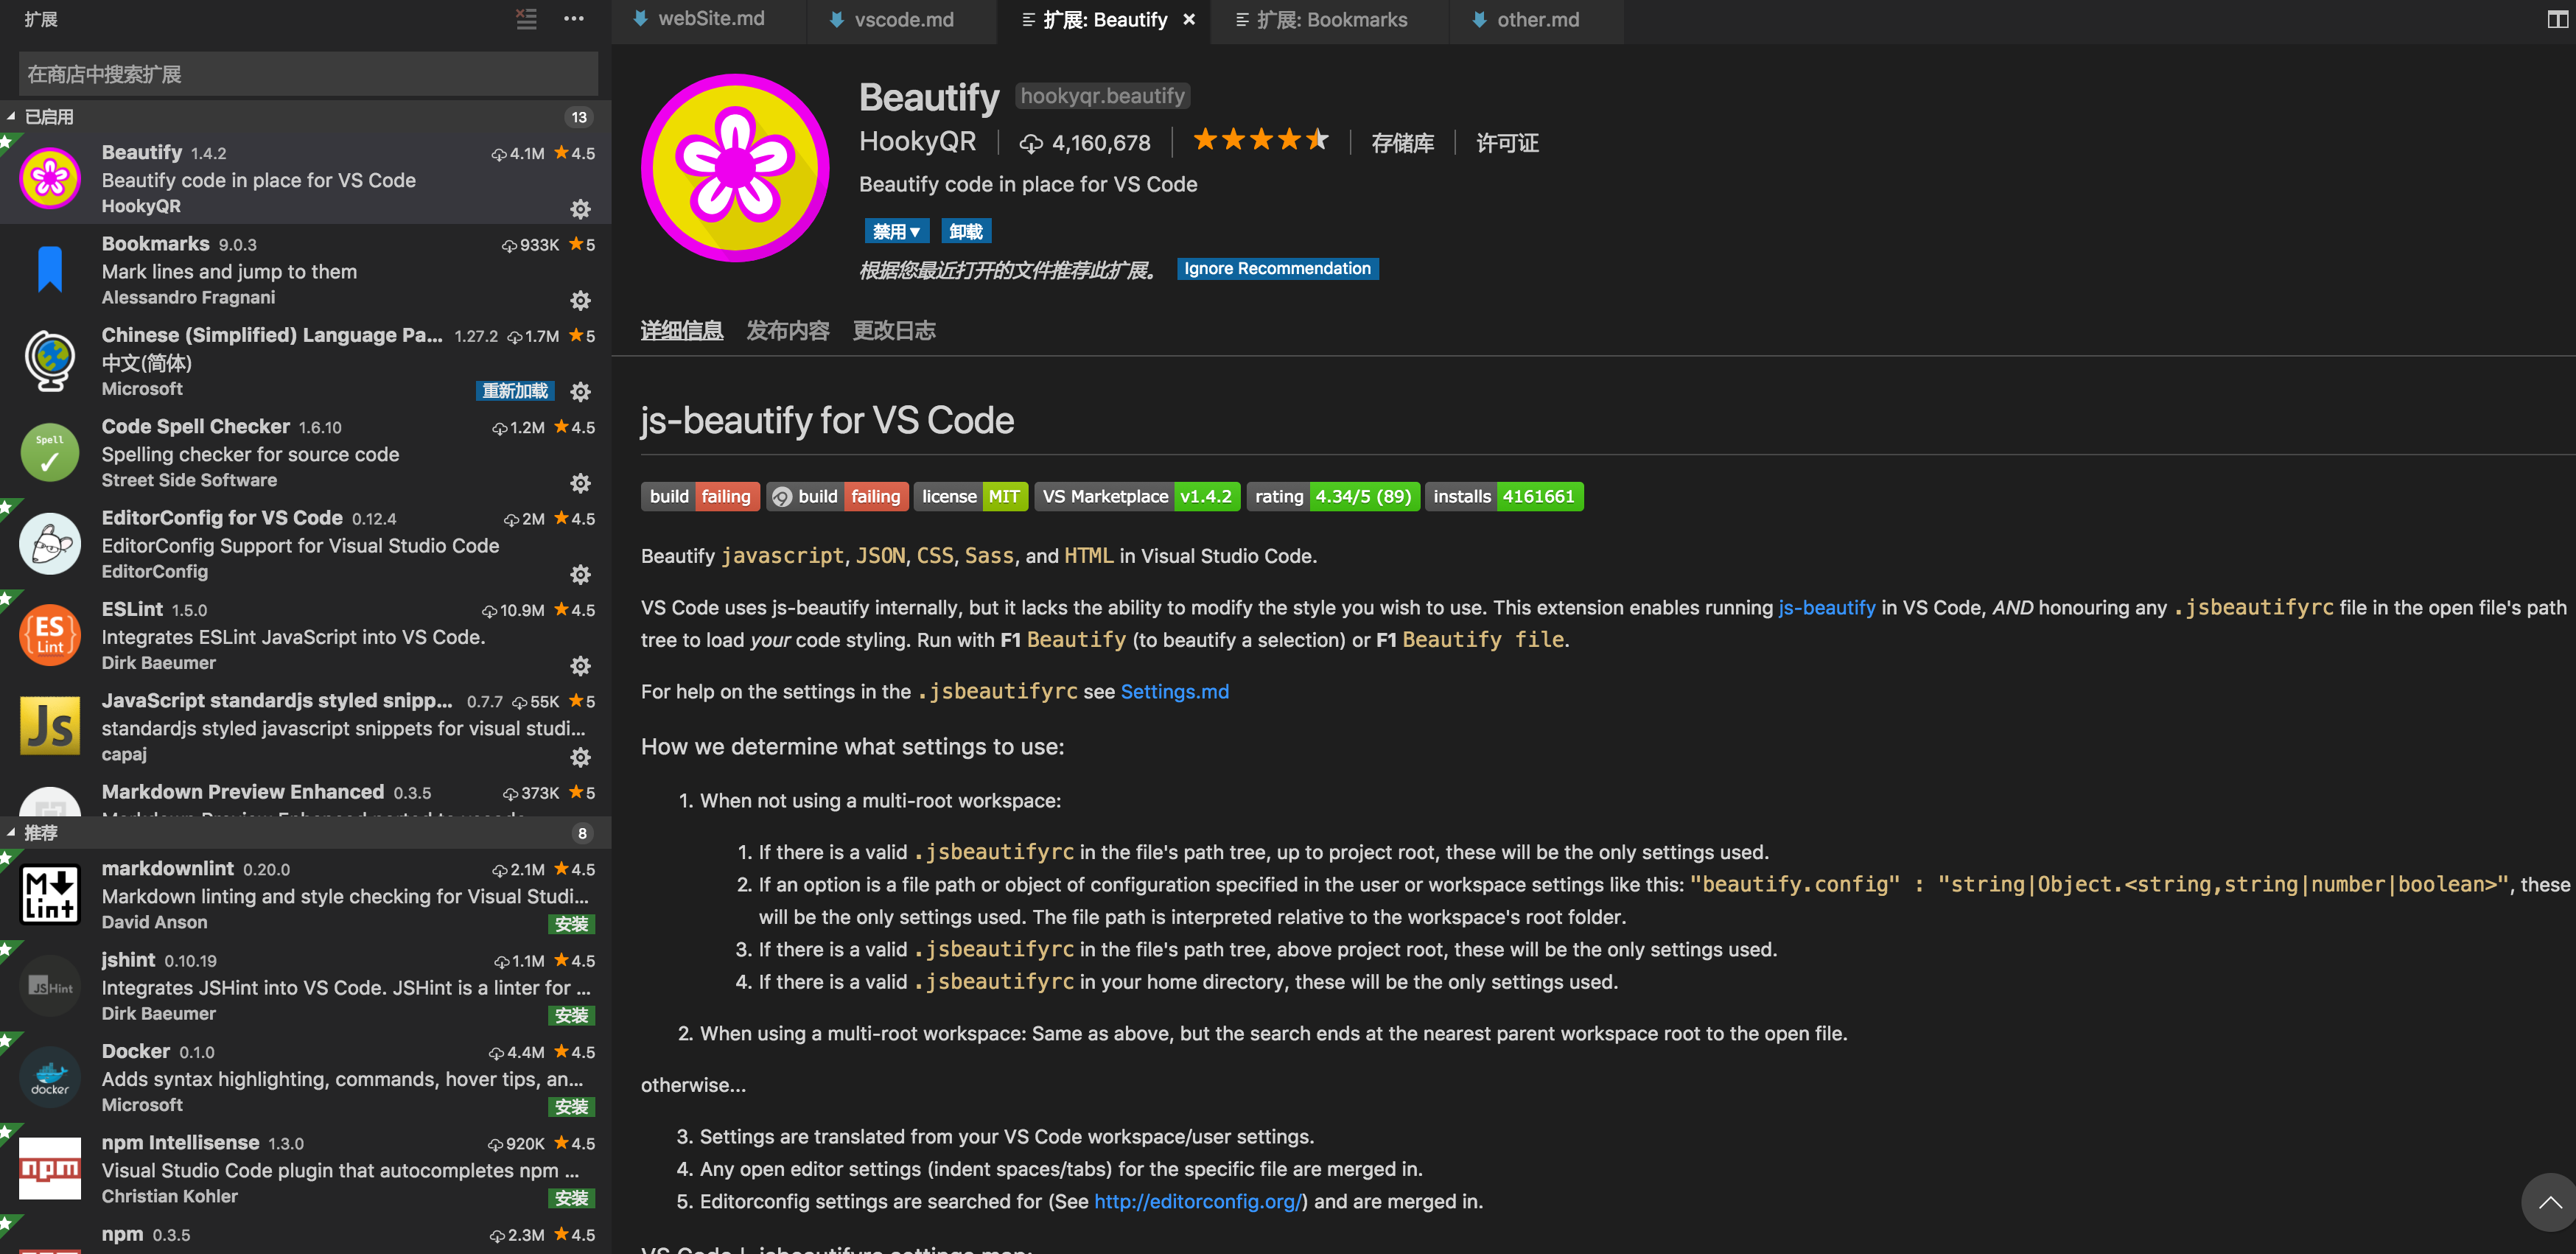 扩展
在商店中搜索扩展
已启用 13
Beautify 1.4.2 4.1M 4.5
Beautify code in place for VS Code
HookyQR
Bookmarks 9.0.3 933K 5
Mark lines and jump to them
Alessandro Fragnani
Chinese (Simplified) Language Pa... 1.27.2 1.7M 5
中文(简体)
Microsoft 重新加载
Spell
Code Spell Checker 1.6.10 1.2M 4.5
Spelling checker for source code
Street Side Software
EditorConfig for VS Code 0.12.4 2M 4.5
EditorConfig Support for Visual Studio Code
EditorConfig
ES
Lint
ESLint 1.5.0 10.9M 4.5
Integrates ESLint JavaScript into VS Code.
Dirk Baeumer
JS
JavaScript standardjs styled snipp... 0.7.7 55K 5
standardjs styled javascript snippets for visual studi...
capaj
Markdown Preview Enhanced 0.3.5 373K 5
推荐 8
M
Lint
markdownlint 0.20.0 2.1M 4.5
Markdown linting and style checking for Visual Studi...
David Anson 安装
JSHint
jshint 0.10.19 1.1M 4.5
Integrates JSHint into VS Code. JSHint is a linter for ...
Dirk Baeumer 安装
docker
Docker 0.1.0 4.4M 4.5
Adds syntax highlighting, commands, hover tips, an...
Microsoft 安装
npm
npm Intellisense 1.3.0 920K 4.5
Visual Studio Code plugin that autocompletes npm ...
Christian Kohler 安装
npm 0.3.5 2.3M 4.5
webSite.md vscode.md 扩展: Beautify × 扩展: Bookmarks other.md
Beautify hookyqr.beautify
HookyQR 4,160,678 存储库 许可证
Beautify code in place for VS Code
禁用▼ 卸载
根据您最近打开的文件推荐此扩展。 Ignore Recommendation
详细信息 发布内容 更改日志
js-beautify for VS Code
build failing build failing license MIT VS Marketplace v1.4.2 rating 4.34/5 (89) installs 4161661
Beautify javascript, JSON, CSS, Sass, and HTML in Visual Studio Code.
VS Code uses js-beautify internally, but it lacks the ability to modify the style you wish to use. This extension enables running js-beautify in VS Code, AND honouring any .jsbeautifyrc file in the open file's path
tree to load your code styling. Run with F1 Beautify (to beautify a selection) or F1 Beautify file.
For help on the settings in the .jsbeautifyrc see Settings.md
How we determine what settings to use:
1. When not using a multi-root workspace:
1. If there is a valid .jsbeautifyrc in the file's path tree, up to project root, these will be the only settings used.
2. If an option is a file path or object of configuration specified in the user or workspace settings like this: "beautify.config" : "string|Object.<string,string|number|boolean>", these
will be the only settings used. The file path is interpreted relative to the workspace's root folder.
3. If there is a valid .jsbeautifyrc in the file's path tree, above project root, these will be the only settings used.
4. If there is a valid .jsbeautifyrc in your home directory, these will be the only settings used.
2. When using a multi-root workspace: Same as above, but the search ends at the nearest parent workspace root to the open file.
otherwise...
3. Settings are translated from your VS Code workspace/user settings.
4. Any open editor settings (indent spaces/tabs) for the specific file are merged in.
5. Editorconfig settings are searched for (See http://editorconfig.org/) and are merged in.